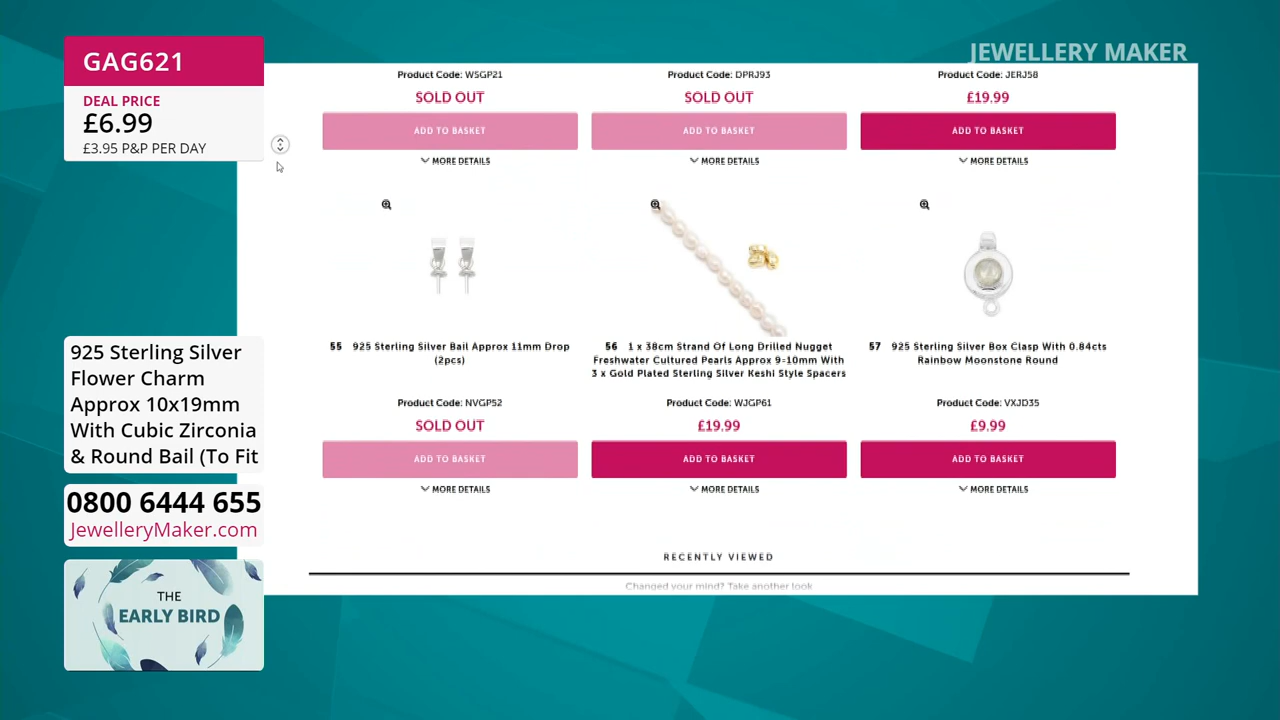 GAG621
DEAL PRICE
£6.99
£3.95 P&P PER DAY
JEWELLERY MAKER
Product Code: WSGP21
SOLD OUT
ADD TO BASKET
MORE DETAILS
Product Code: DPRJ93
SOLD OUT
ADD TO BASKET
MORE DETAILS
Product Code: JERJ58
£19.99
ADD TO BASKET
MORE DETAILS
55 925 Sterling Silver Bail Approx 11mm Drop
(2pcs)
Product Code: NVGP52
SOLD OUT
ADD TO BASKET
MORE DETAILS
56 1 x 38cm Strand Of Long Drilled Nugget
Freshwater Cultured Pearls Approx 9=10mm With
3 x Gold Plated Sterling Silver Keshi Style Spacers
Product Code: WJGP61
£19.99
ADD TO BASKET
MORE DETAILS
57 925 Sterling Silver Box Clasp With 0.84cts
Rainbow Moonstone Round
Product Code: VXJD35
£9.99
ADD TO BASKET
MORE DETAILS
RECENTLY VIEWED
Changed your mind? Take another look
925 Sterling Silver
Flower Charm
Approx 10x19mm
With Cubic Zirconia
& Round Bail (To Fit
0800 6444 655
JewelleryMaker.com
THE
EARLY BIRD